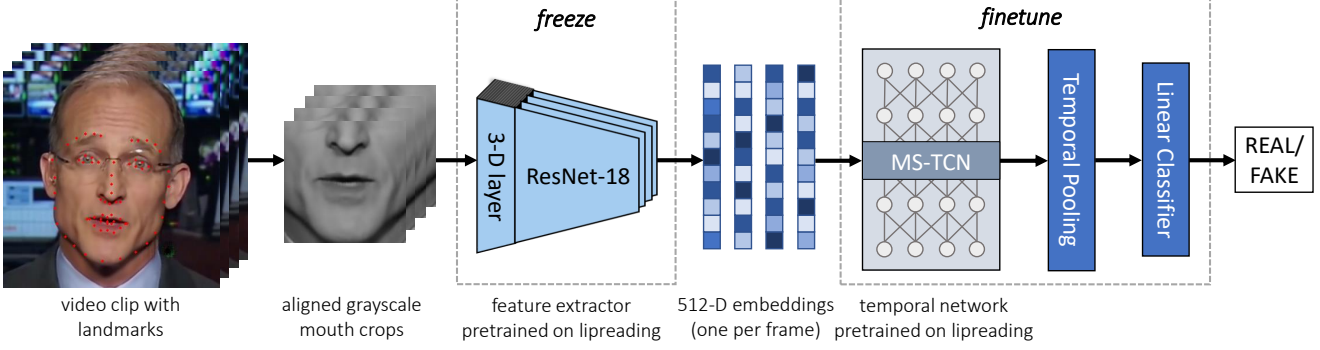 freeze
finetune
3-D layer
ResNet-18
MS-TCN
Temporal Pooling
Linear Classifier
REAL/
FAKE
video clip with
landmarks
aligned grayscale
mouth crops
feature extractor
pretrained on lipreading
512-D embeddings
(one per frame)
temporal network
pretrained on lipreading